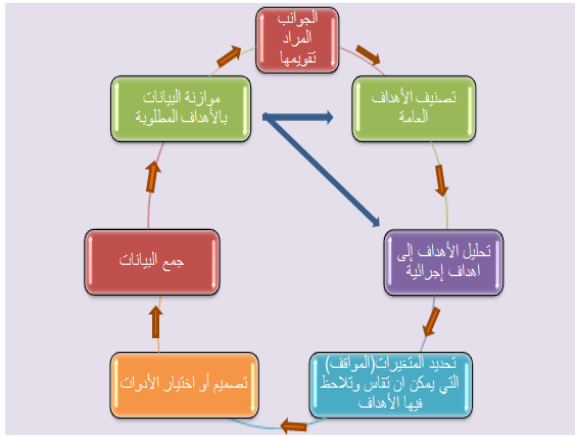 الجوانب
المراد
تقويمها
تصنيف الأهداف
العامة
تحليل الأهداف إلى
اهداف إجرائية
تحديد المتغيرات(المواقف)
التي يمكن ان تقاس وتلاحظ
فيها الأهداف
تصميم أو اختيار الأدوات
جمع البيانات
موازنة البيانات
بالأهداف المطلوبة